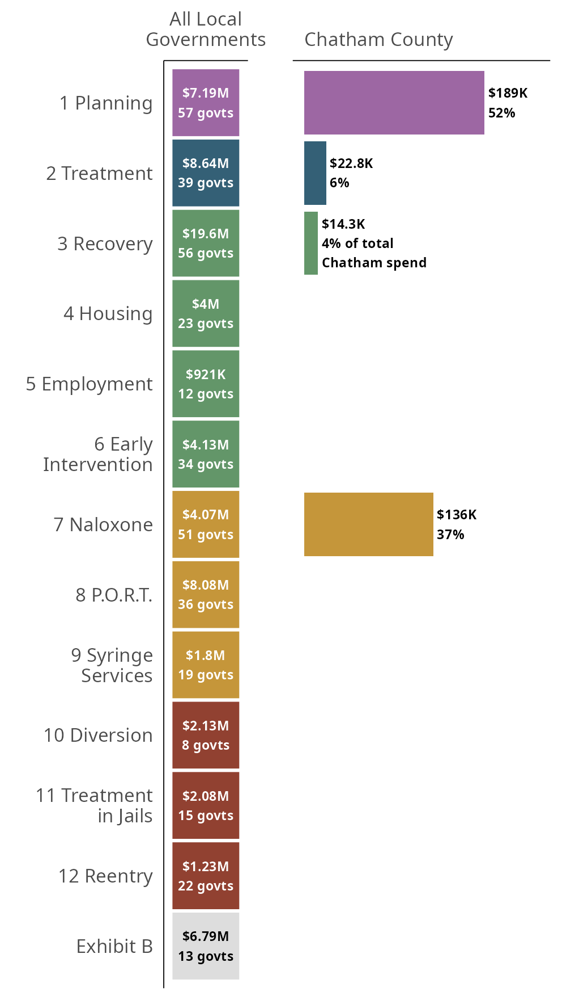 All Local
Governments
Chatham County
1 Planning
$7.19M
57 govts
$189K
52%
2 Treatment
$8.64M
39 govts
$22.8K
6%
3 Recovery
$19.6M
56 govts
$14.3K
4% of total
Chatham spend
4 Housing
$4M
23 govts
5 Employment
$921K
12 govts
6 Early
Intervention
$4.13M
34 govts
7 Naloxone
$4.07M
51 govts
$136K
37%
8 P.O.R.T.
$8.08M
36 govts
9 Syringe
Services
$1.8M
19 govts
10 Diversion
$2.13M
8 govts
11 Treatment
in Jails
$2.08M
15 govts
12 Reentry
$1.23M
22 govts
Exhibit B
$6.79M
13 govts